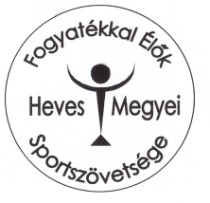 Fogyatékkal Élők
Heves Megyei
Sportszövetsége